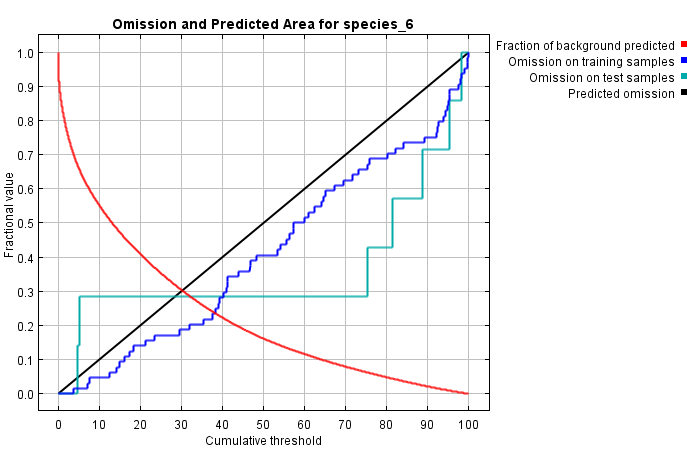 Omission and Predicted Area for species_6
Fraction of background predicted
Omission on training samples
Omission on test samples
Predicted omission
Fractional value
1.0
0.9
0.8
0.7
0.6
0.5
0.4
0.3
0.2
0.1
0.0
0 10 20 30 40 50 60 70 80 90 100
Cumulative threshold